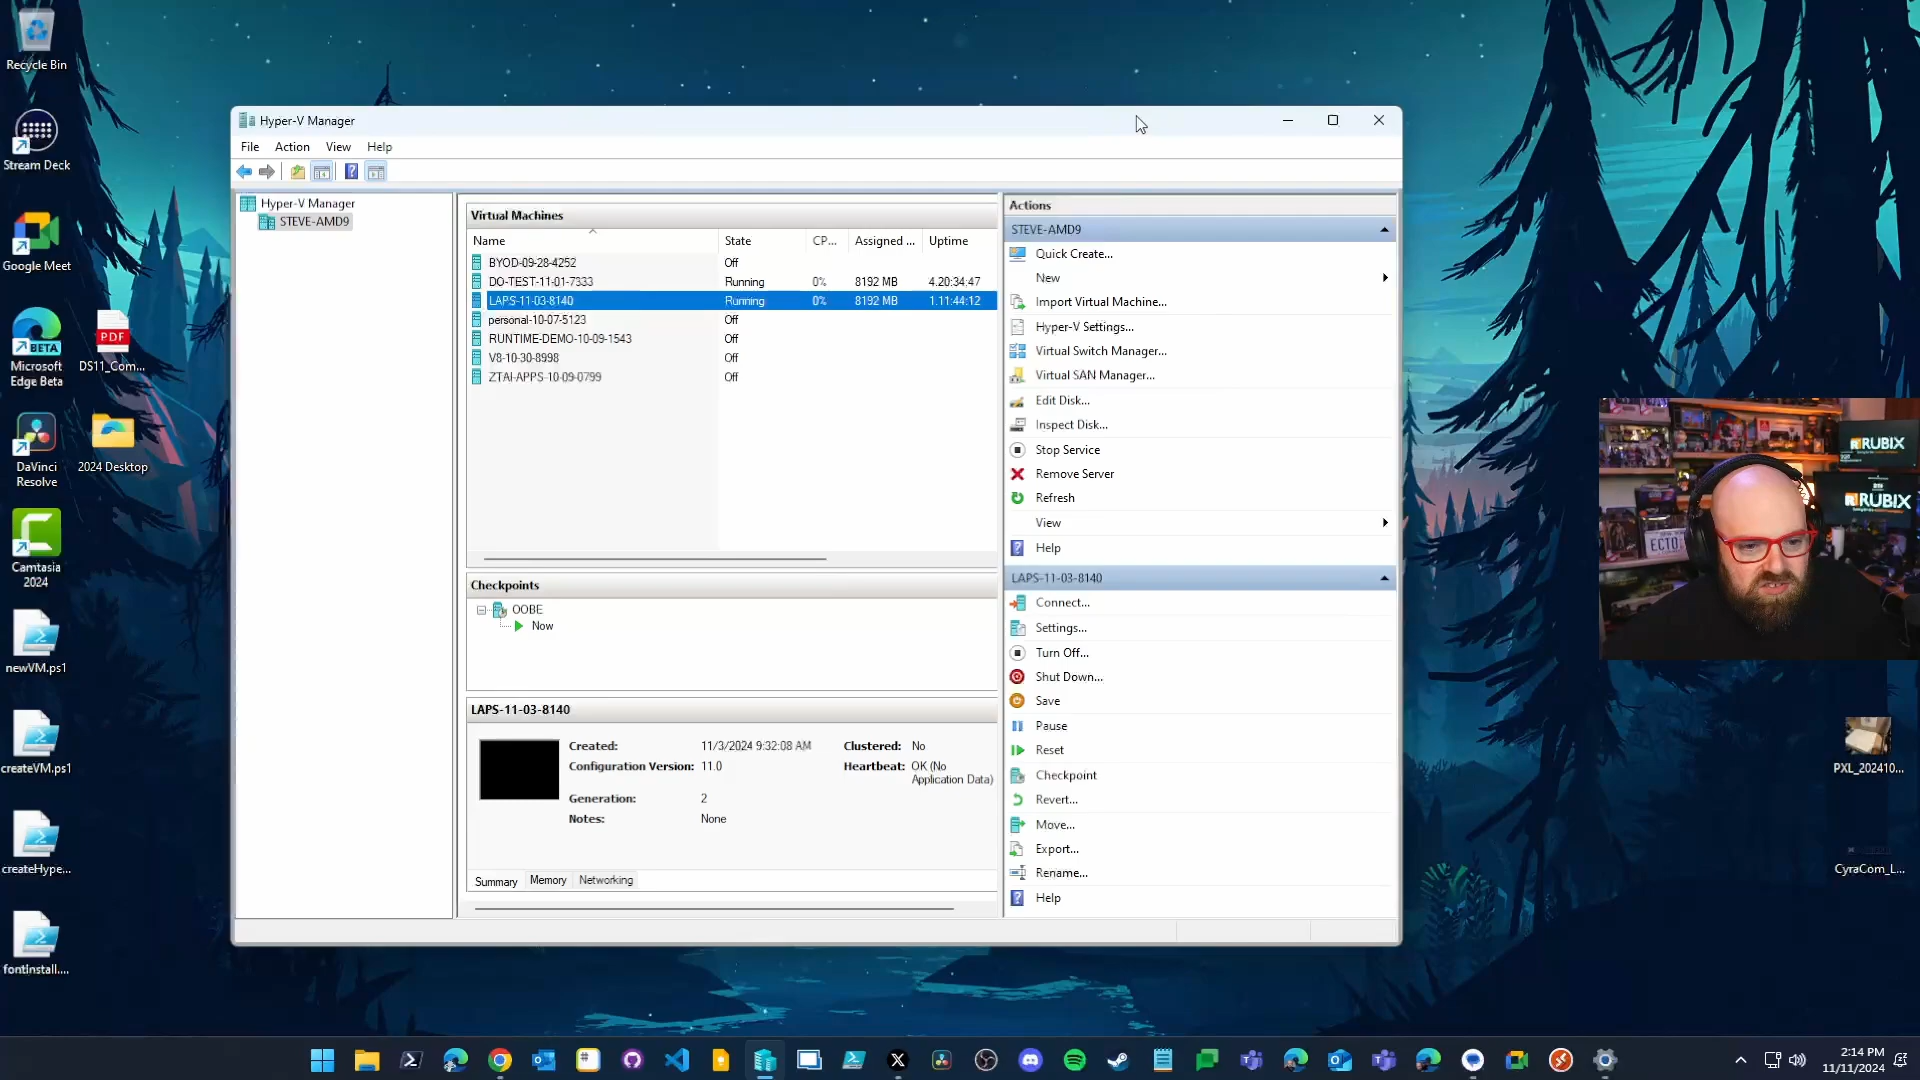 Recycle Bin
Stream Deck
Google Meet
Microsoft
Edge Beta
PDF
DS11_Com...
BETA
DaVinci
Resolve
2024 Desktop
Camtasia
2024
newVM.ps1
createVM.ps1
createHype...
fontInstall....
Hyper-V Manager
File Action View Help
Hyper-V Manager
STEVE-AMD9
Virtual Machines
Name State CP... Assigned ... Uptime
BYOD-09-28-4252 Off
DO-TEST-11-01-7333 Running 0% 8192 MB 4.20:34:47
LAPS-11-03-8140 Running 0% 8192 MB 1.11:44:12
personal-10-07-5123 Off
RUNTIME-DEMO-10-09-1543 Off
V8-10-30-8998 Off
ZTAI-APPS-10-09-0799 Off
Checkpoints
OOBE
Now
LAPS-11-03-8140
Created: 11/3/2024 9:32:08 AM Clustered: No
Configuration Version: 11.0 Heartbeat: OK (No
Application Data)
Generation: 2
Notes: None
Summary Memory Networking
Actions
STEVE-AMD9
Quick Create...
New
Import Virtual Machine...
Hyper-V Settings...
Virtual Switch Manager...
Virtual SAN Manager...
Edit Disk...
Inspect Disk...
Stop Service
Remove Server
Refresh
View
Help
LAPS-11-03-8140
Connect...
Settings...
Turn Off...
Shut Down...
Save
Pause
Reset
Checkpoint
Revert...
Move...
Export...
Rename...
Help
RUBIX
RUBIX
ECTO
PXL_202410...
CyraCom_L...
2:14 PM
11/11/2024